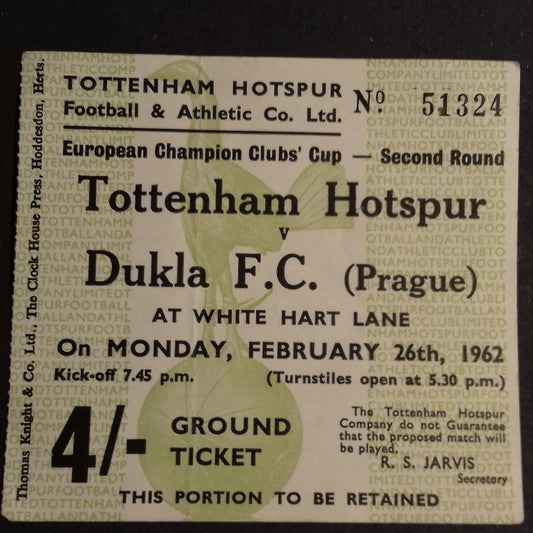 TOTTENHAM HOTSPUR
Football & Athletic Co. Ltd.
Nº 51324
European Champion Clubs' Cup — Second Round
Tottenham Hotspur
v
Dukla F.C. (Prague)
AT WHITE HART LANE
On MONDAY, FEBRUARY 26th, 1962
Kick-off 7.45 p.m. (Turnstiles open at 5.30 p.m.)
4/- GROUND
TICKET
The Tottenham Hotspur
Company do not Guarantee
that the proposed match will
be played.
R. S. JARVIS
Secretary
THIS PORTION TO BE RETAINED
Thomas Knight & Co. Ltd., The Clock House Press, Hoddesdon, Herts.